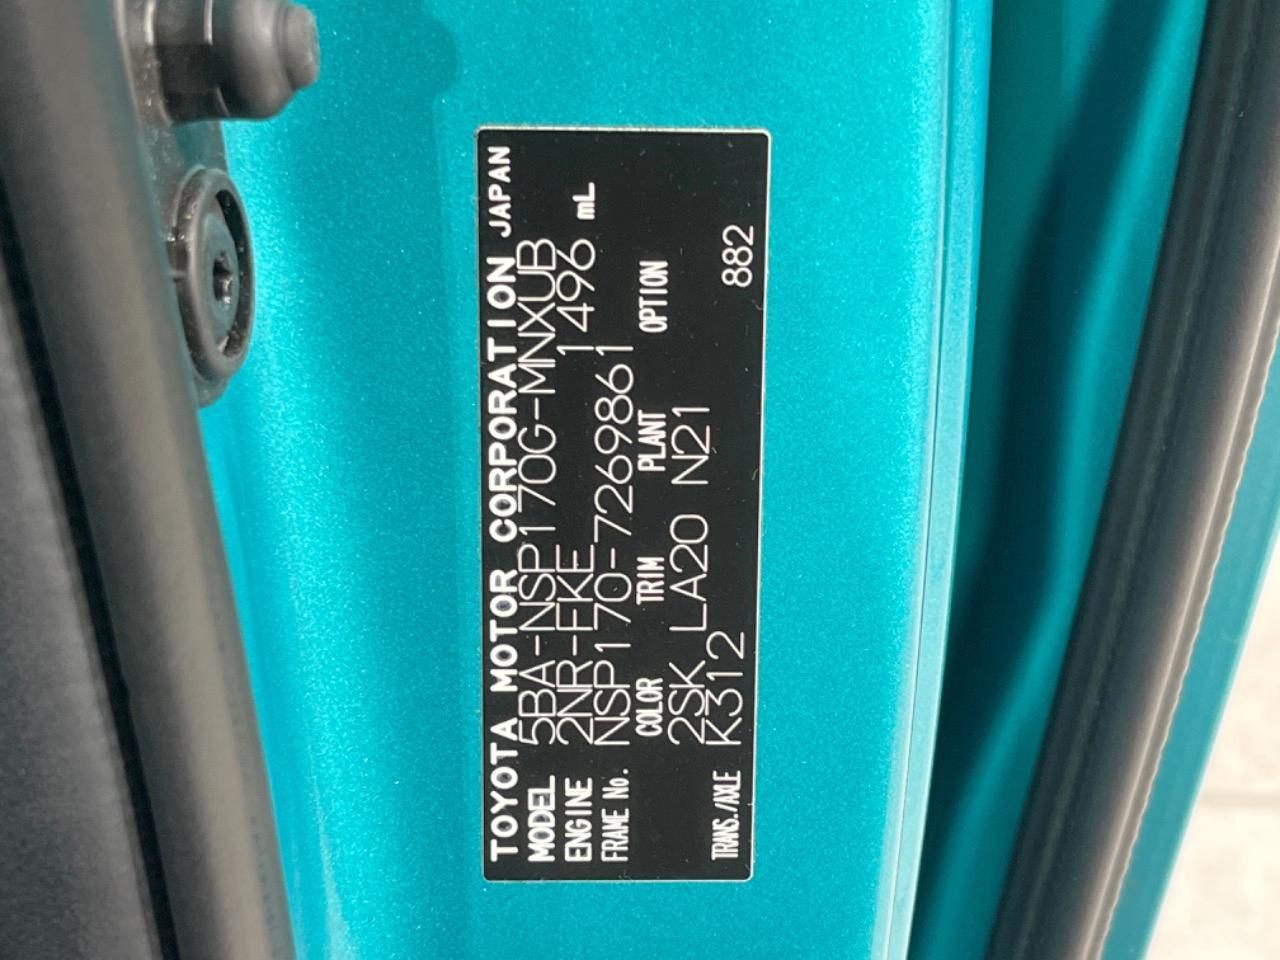 TOYOTA MOTOR CORPORATION JAPAN
MODEL 5BA-NSP170G-MNXUB
ENGINE 2NR-FKE 1496 mL
FRAME No. NSP170-7269861
COLOR TRIM PLANT OPTION
2SK LA20 N21
TRANS./AXLE K312 882